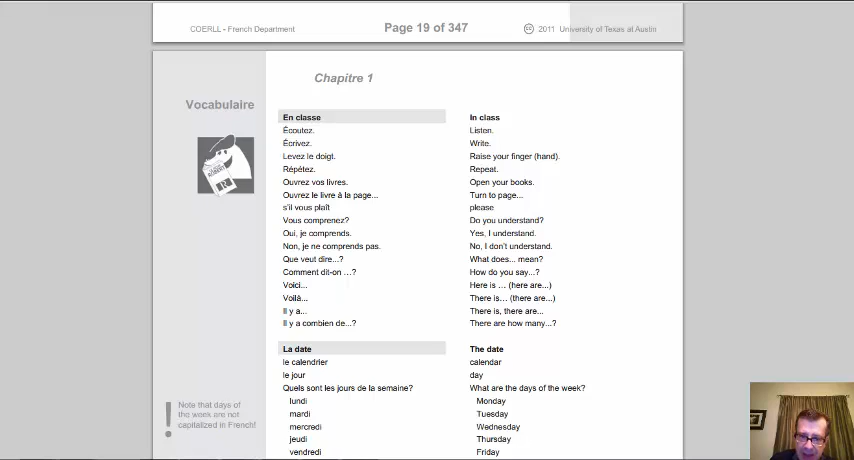 COERLL - French Department Page 19 of 347 cc 2011 University of Texas at Austin
Chapitre 1
Vocabulaire
En classe In class
Écoutez. Listen.
Écrivez. Write.
Levez le doigt. Raise your finger (hand).
Répétez. Repeat.
Ouvrez vos livres. Open your books.
Ouvrez le livre à la page... Turn to page...
s'il vous plaît please
Vous comprenez? Do you understand?
Oui, je comprends. Yes, I understand.
Non, je ne comprends pas. No, I don't understand.
Que veut dire...? What does... mean?
Comment dit-on …? How do you say...?
Voici... Here is … (here are...)
Voilà... There is… (there are...)
Il y a... There is, there are...
Il y a combien de...? There are how many...?
La date The date
le calendrier calendar
le jour day
Quels sont les jours de la semaine? What are the days of the week?
lundi Monday
mardi Tuesday
mercredi Wednesday
jeudi Thursday
vendredi Friday
! Note that days of
the week are not
capitalized in French!